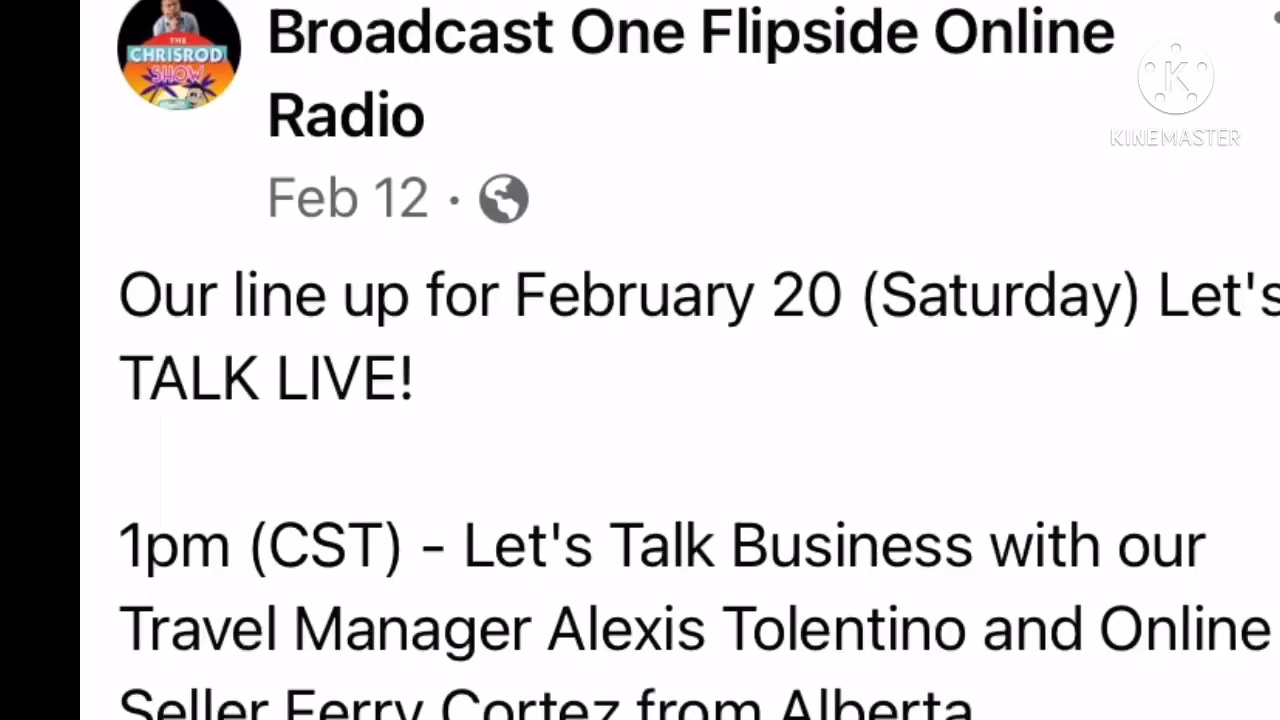 THE
CHRISROD
SHOW
Broadcast One Flipside Online
Radio
Feb 12 ·
KINEMASTER
Our line up for February 20 (Saturday) Let's
TALK LIVE!
1pm (CST) - Let's Talk Business with our
Travel Manager Alexis Tolentino and Online
Seller Ferry Cortez from Alberta